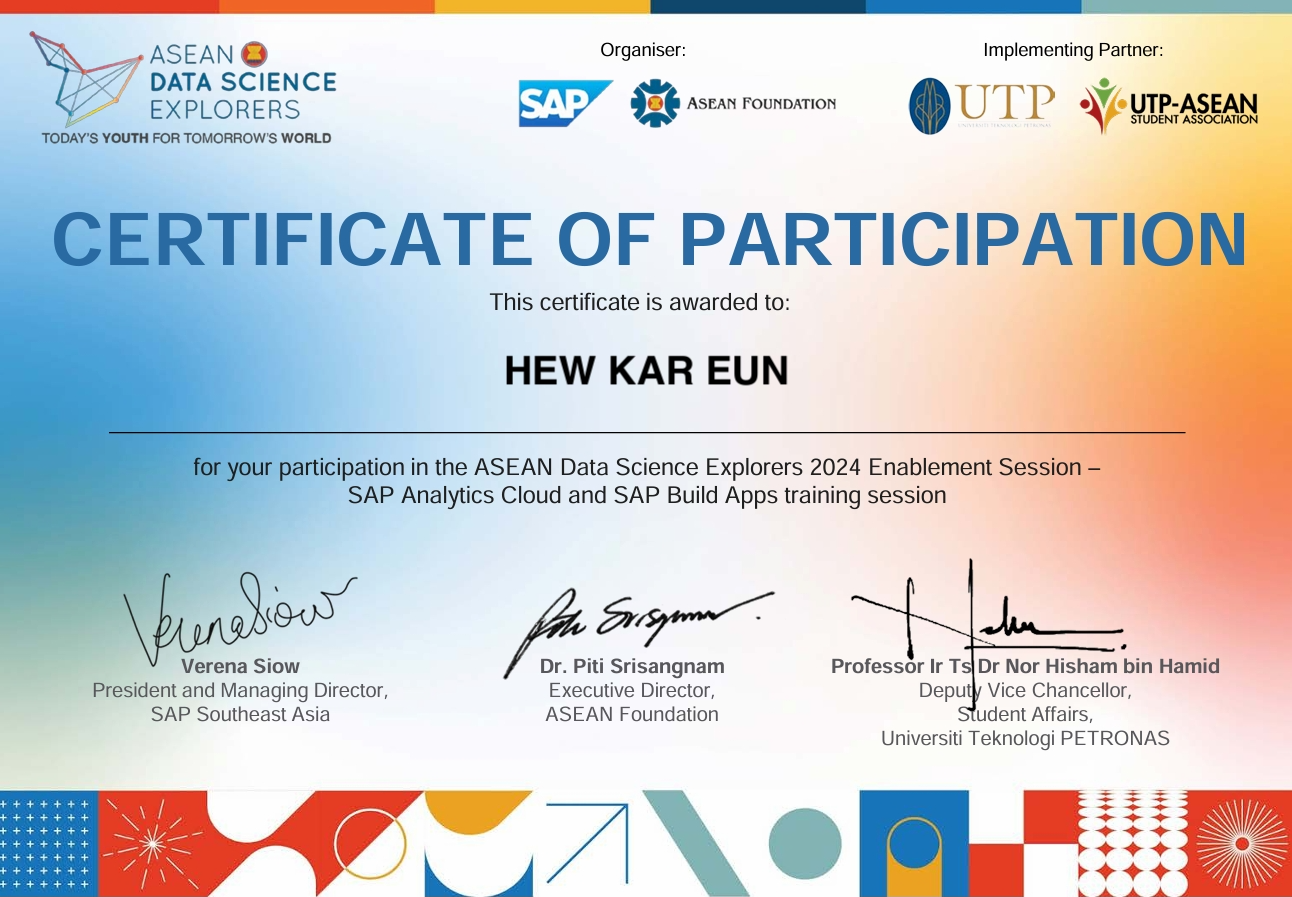 ASEAN
DATA SCIENCE
EXPLORERS
TODAY'S YOUTH FOR TOMORROW'S WORLD
Organiser:
SAP
ASEAN FOUNDATION
Implementing Partner:
UTP
UNIVERSITI TEKNOLOGI PETRONAS
UTP-ASEAN
STUDENT ASSOCIATION
CERTIFICATE OF PARTICIPATION
This certificate is awarded to:
HEW KAR EUN
for your participation in the ASEAN Data Science Explorers 2024 Enablement Session –
SAP Analytics Cloud and SAP Build Apps training session
Verena Siow
Verena Siow
President and Managing Director,
SAP Southeast Asia
Dr. Piti Srisangnam
Executive Director,
ASEAN Foundation
Professor Ir Ts Dr Nor Hisham bin Hamid
Deputy Vice Chancellor,
Student Affairs,
Universiti Teknologi PETRONAS